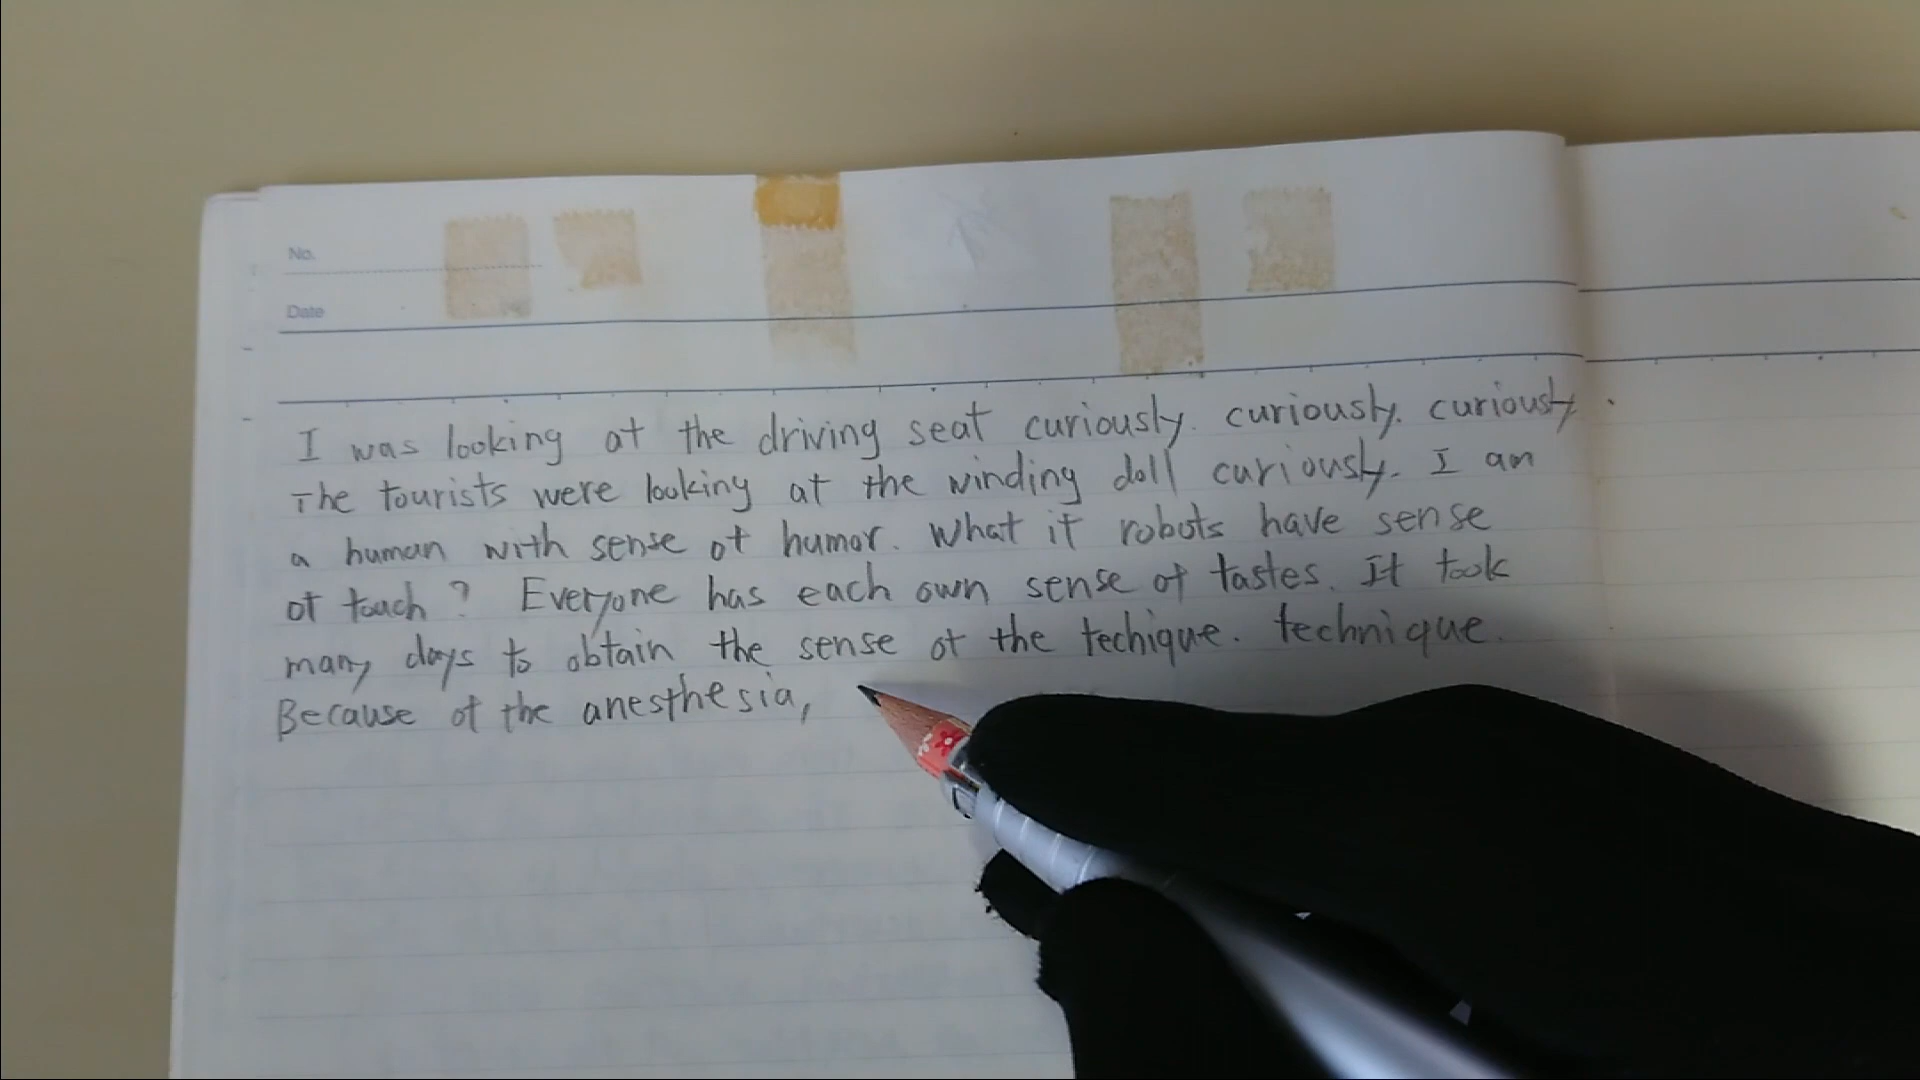 No.
Date
I was looking at the driving seat curiously. curiously. curiously.
The tourists were looking at the winding doll curiously. I am
a human with sense of humor. What if robots have sense
of touch? Everyone has each own sense of tastes. It took
many days to obtain the sense of the techique. technique.
Because of the anesthesia,